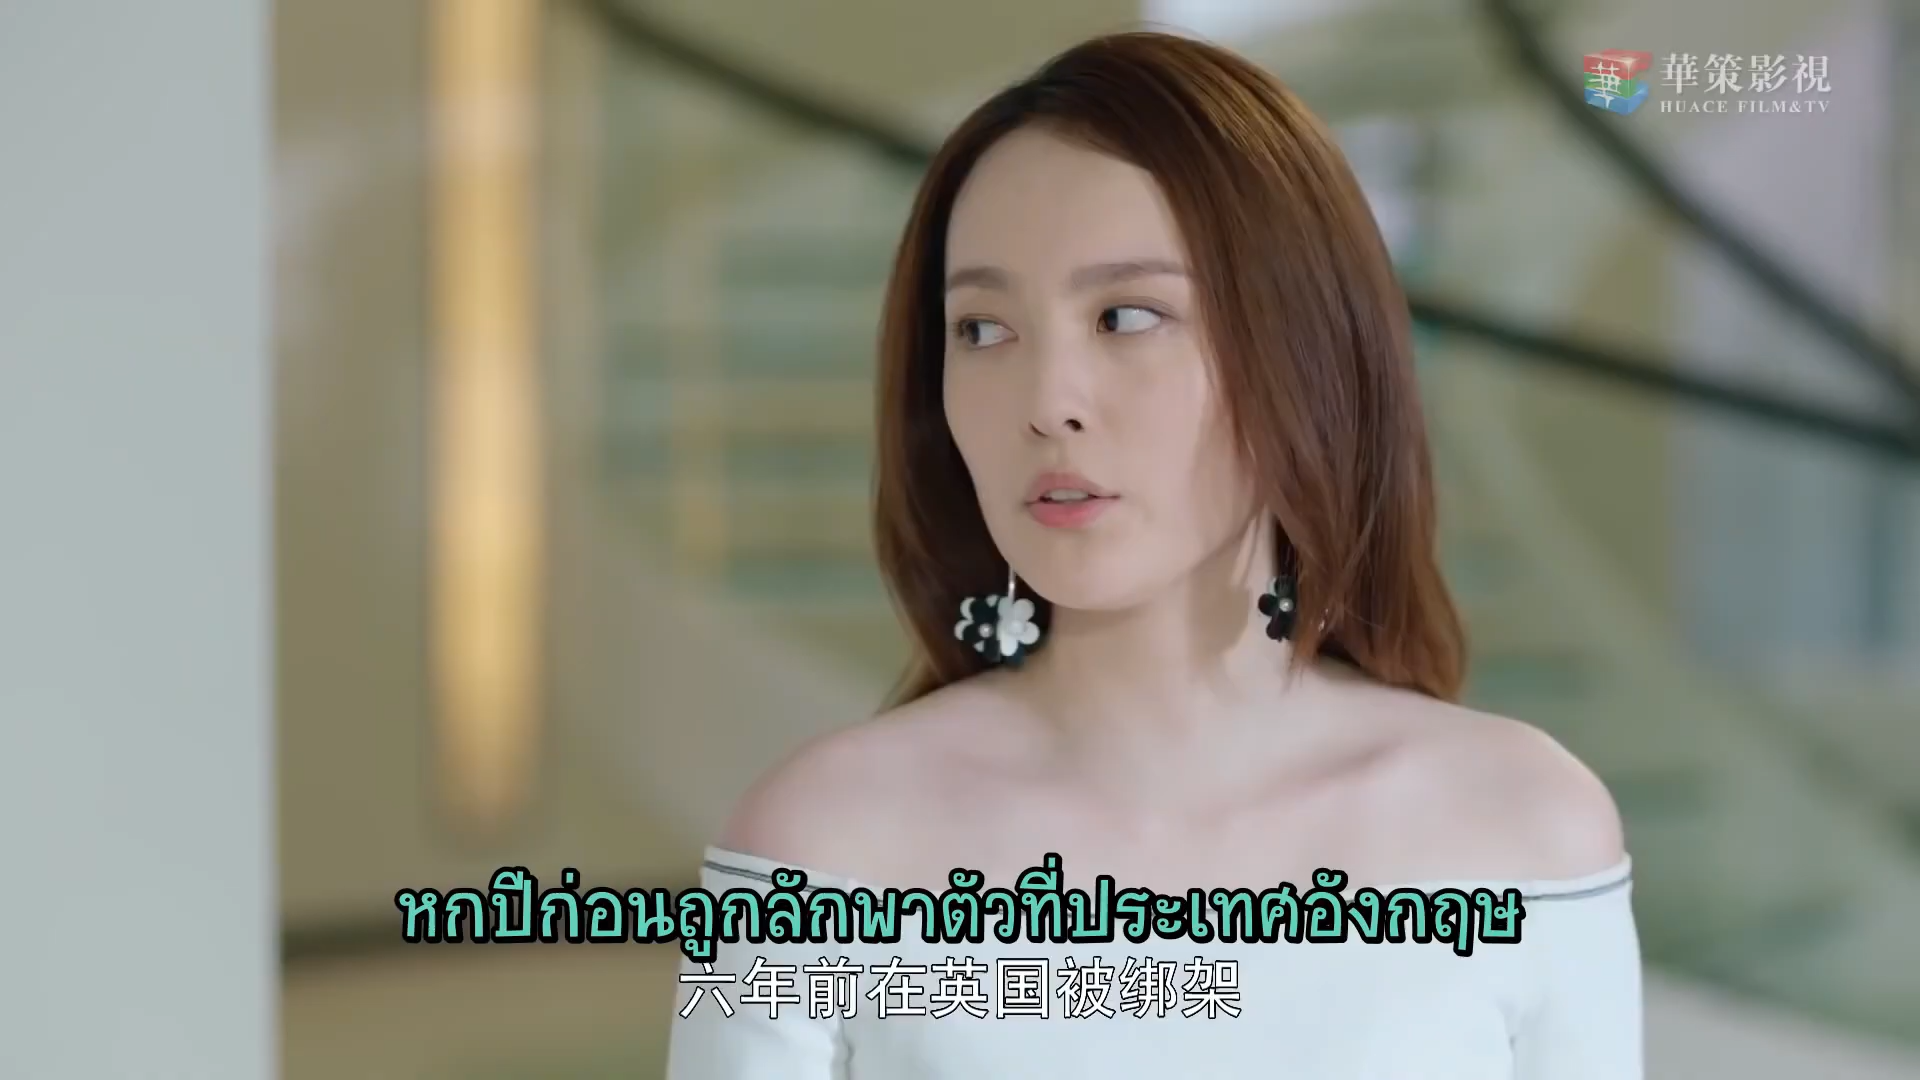 華策影視
HUACE FILM&TV
หกปีก่อนถูกลักพาตัวที่ประเทศอังกฤษ
六年前在英国被绑架